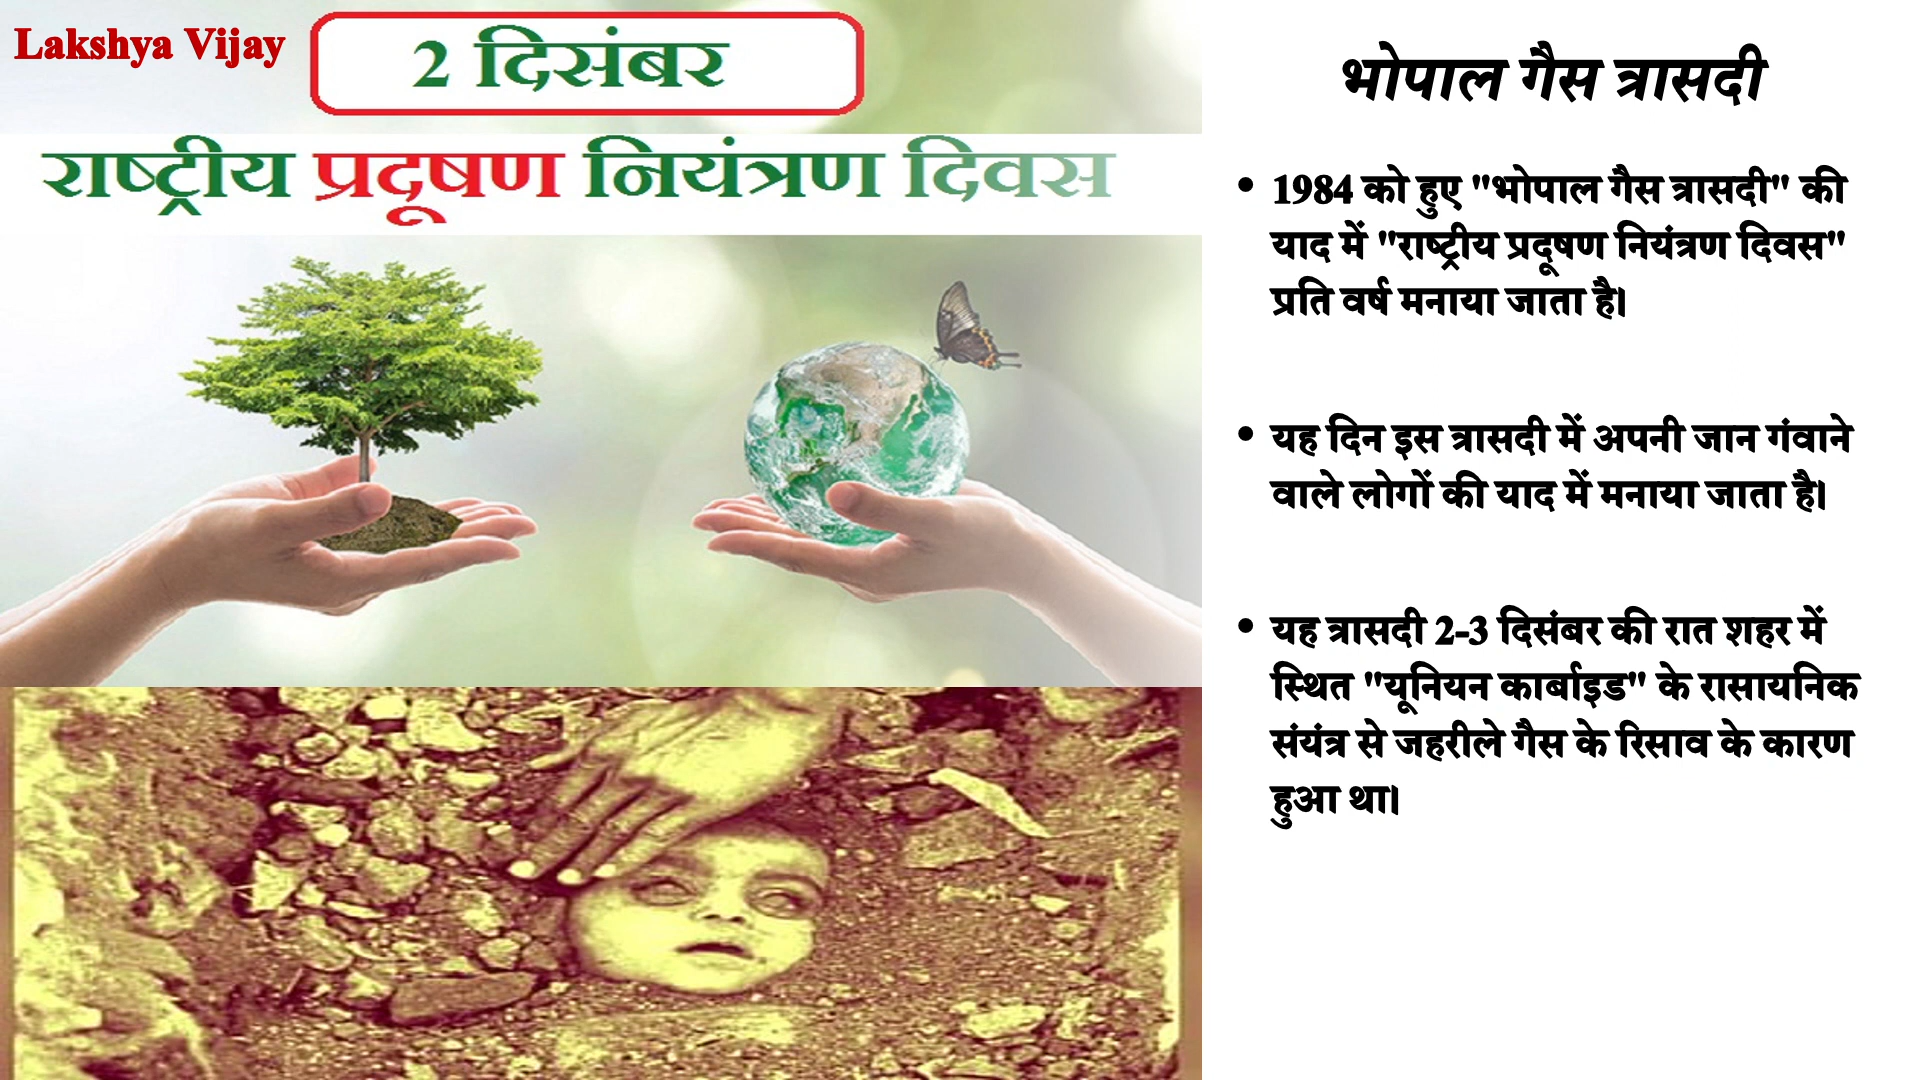 Lakshya Vijay
2 दिसंबर
राष्ट्रीय प्रदूषण नियंत्रण दिवस
भोपाल गैस त्रासदी
• 1984 को हुए "भोपाल गैस त्रासदी" की
याद में "राष्ट्रीय प्रदूषण नियंत्रण दिवस"
प्रति वर्ष मनाया जाता है।
• यह दिन इस त्रासदी में अपनी जान गंवाने
वाले लोगों की याद में मनाया जाता है।
• यह त्रासदी 2-3 दिसंबर की रात शहर में
स्थित "यूनियन कार्बाइड" के रासायनिक
संयंत्र से जहरीले गैस के रिसाव के कारण
हुआ था।